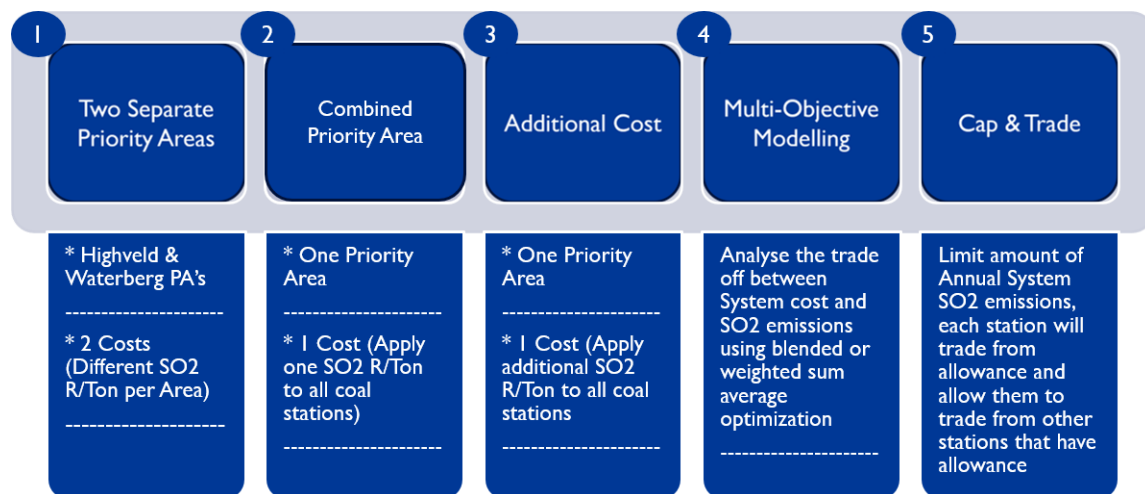 1
Two Separate
Priority Areas
* Highveld &
Waterberg PA's
----------------------
* 2 Costs
(Different SO2
R/Ton per Area)
----------------------
2
Combined
Priority Area
* One Priority
Area
----------------------
* 1 Cost (Apply
one SO2 R/Ton
to all coal
stations)
----------------------
3
Additional Cost
* One Priority
Area
----------------------
* 1 Cost (Apply
additional SO2
R/Ton to all coal
stations
----------------------
4
Multi-Objective
Modelling
Analyse the trade
off between
System cost and
SO2 emissions
using blended or
weighted sum
average
optimization
----------------------
5
Cap & Trade
Limit amount of
Annual System
SO2 emissions,
each station will
trade from
allowance and
allow them to
trade from other
stations that have
allowance